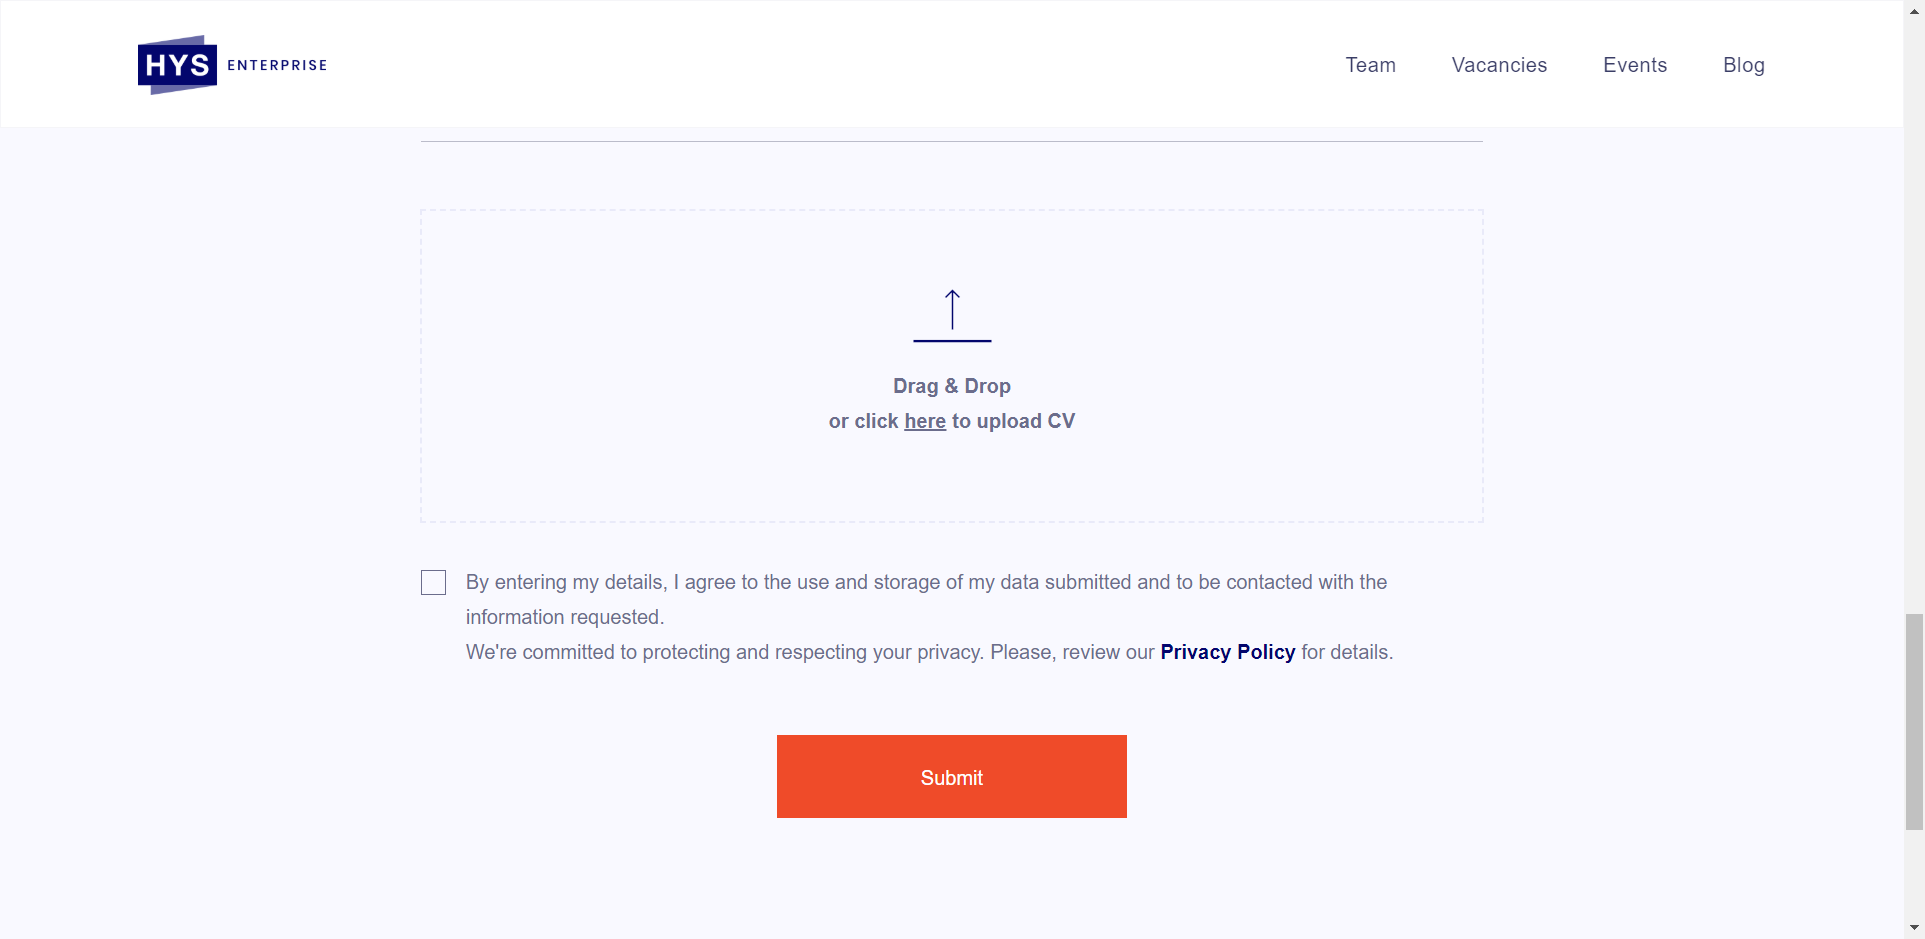 HYS ENTERPRISE
Team Vacancies Events Blog
Drag & Drop
or click here to upload CV
By entering my details, I agree to the use and storage of my data submitted and to be contacted with the
information requested.
We're committed to protecting and respecting your privacy. Please, review our Privacy Policy for details.
Submit